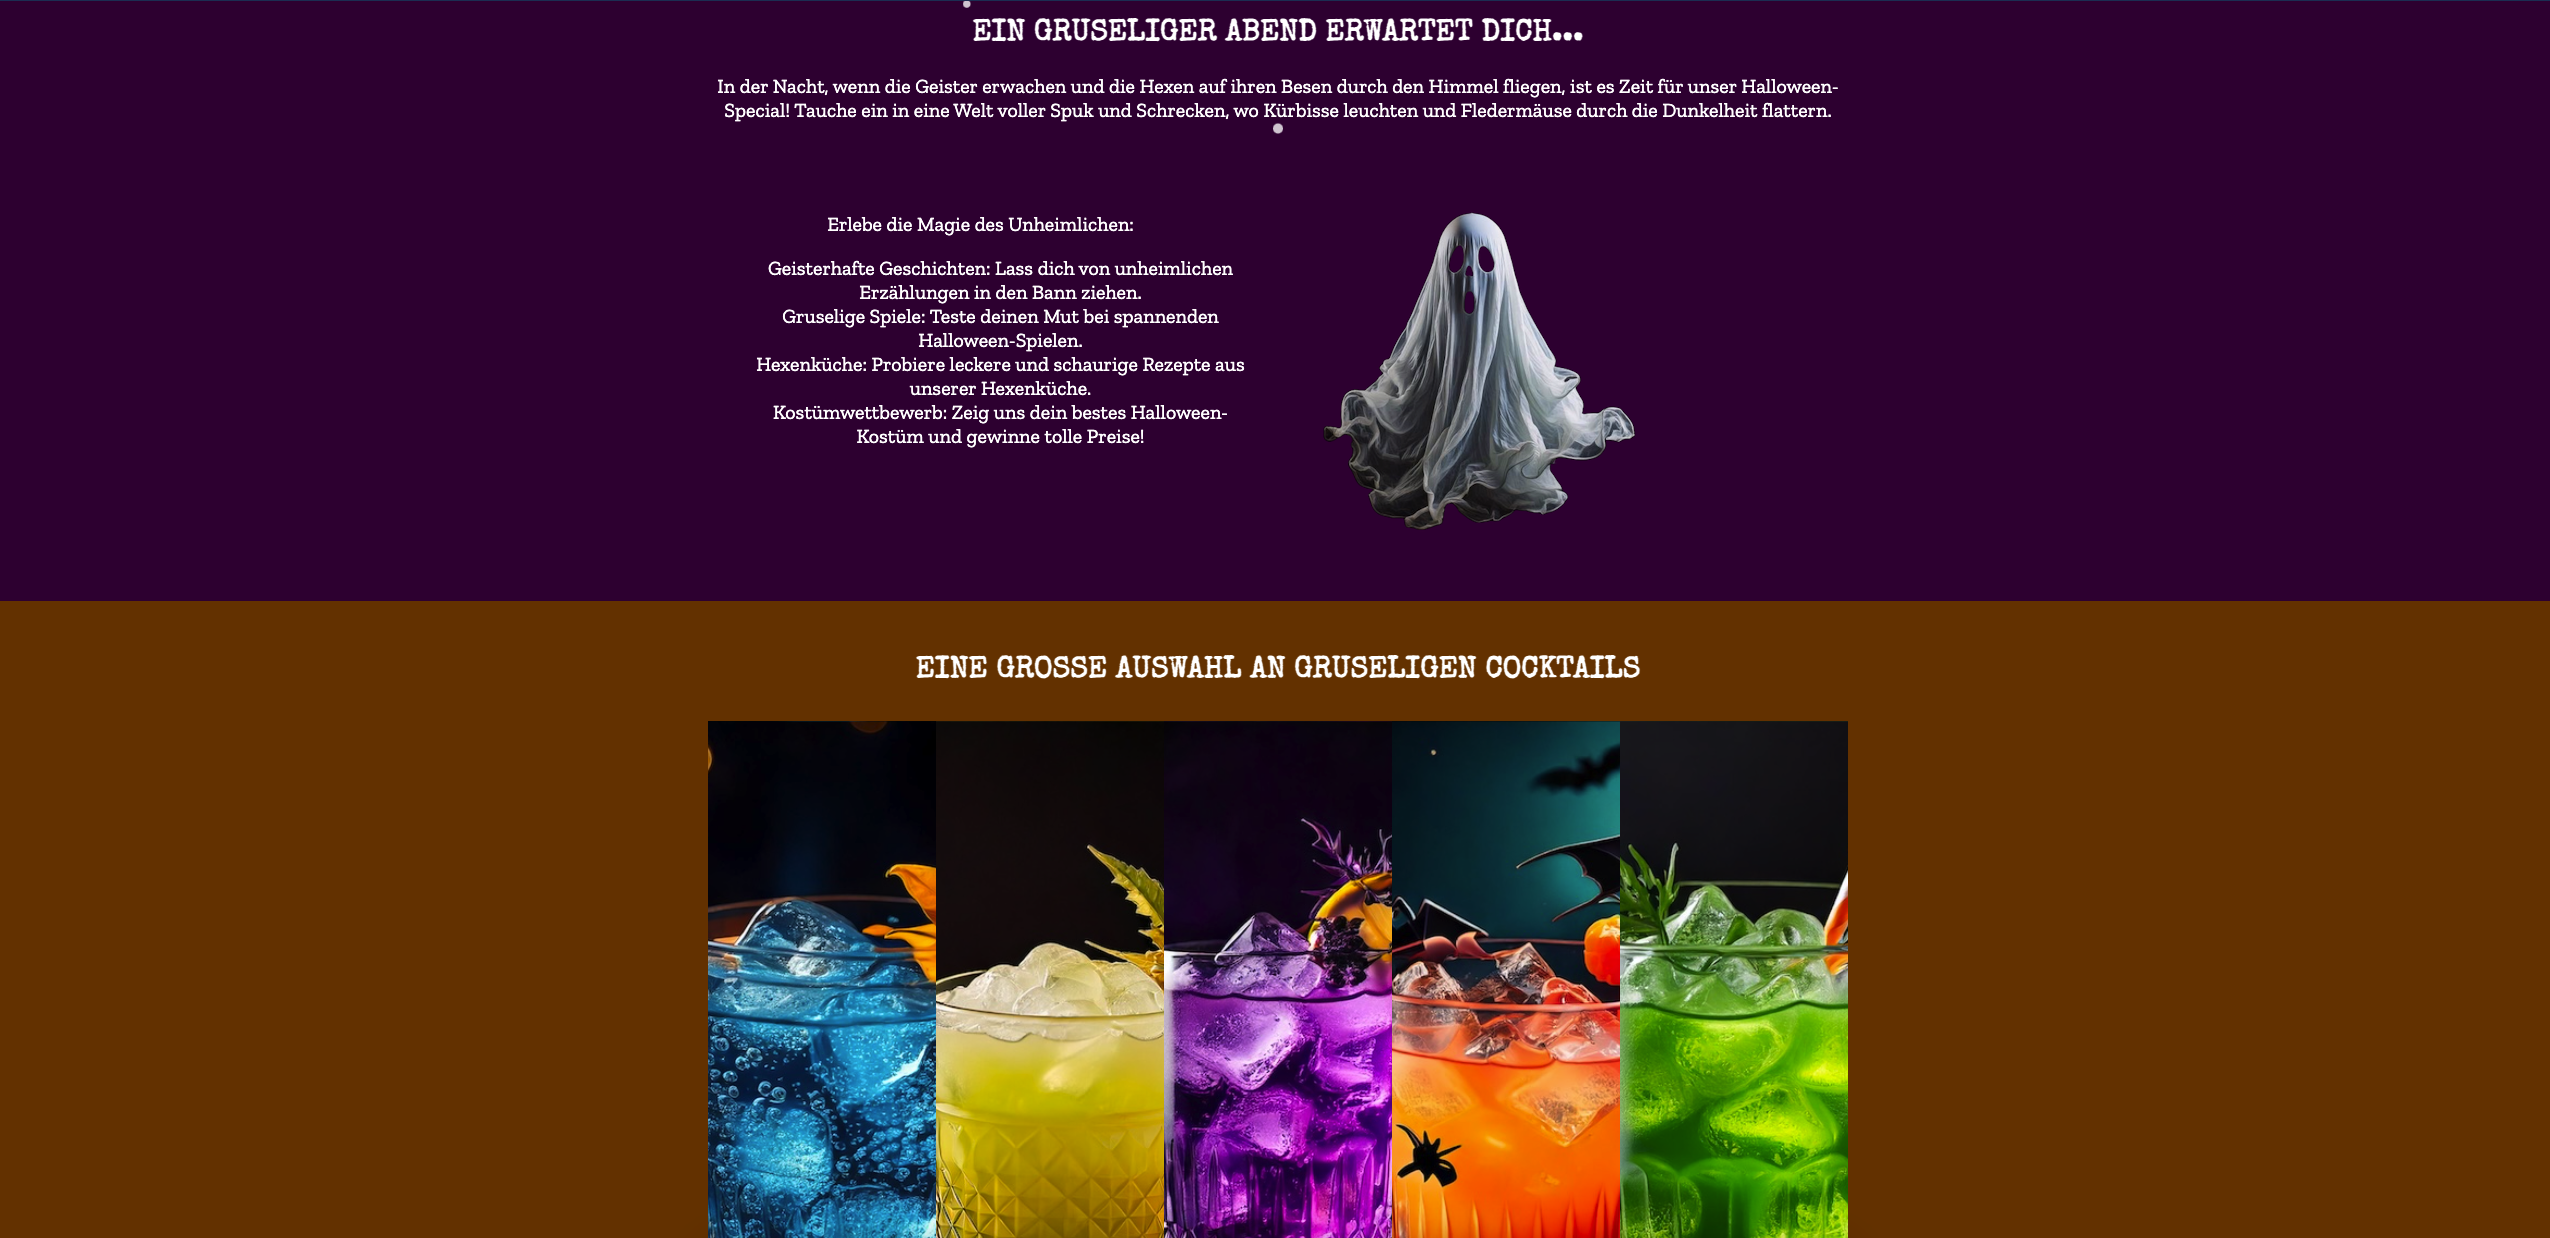 EIN GRUSELIGER ABEND ERWARTET DICH...
In der Nacht, wenn die Geister erwachen und die Hexen auf ihren Besen durch den Himmel fliegen, ist es Zeit für unser Halloween-
Special! Tauche ein in eine Welt voller Spuk und Schrecken, wo Kürbisse leuchten und Fledermäuse durch die Dunkelheit flattern.
Erlebe die Magie des Unheimlichen:
Geisterhafte Geschichten: Lass dich von unheimlichen
Erzählungen in den Bann ziehen.
Gruselige Spiele: Teste deinen Mut bei spannenden
Halloween-Spielen.
Hexenküche: Probiere leckere und schaurige Rezepte aus
unserer Hexenküche.
Kostümwettbewerb: Zeig uns dein bestes Halloween-
Kostüm und gewinne tolle Preise!
EINE GROSSE AUSWAHL AN GRUSELIGEN COCKTAILS